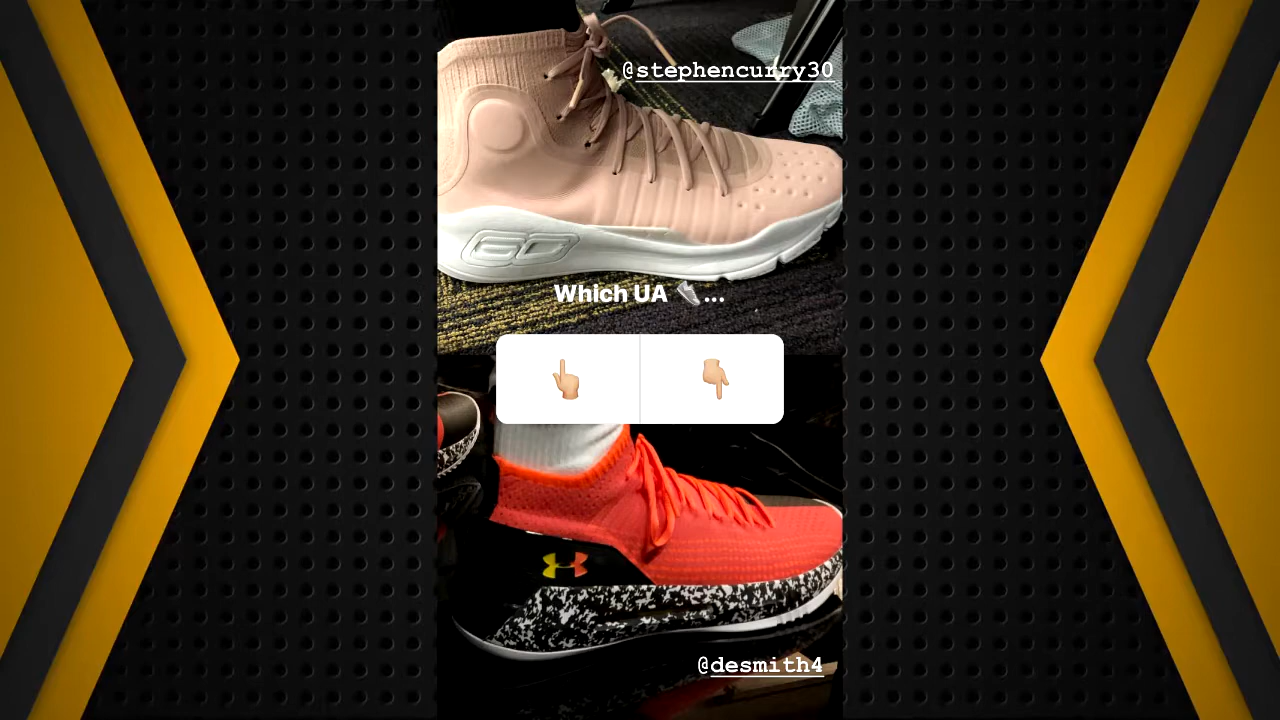 @stephencurry30
Which UA 👟...
👆🏼
👇🏼
@desmith4